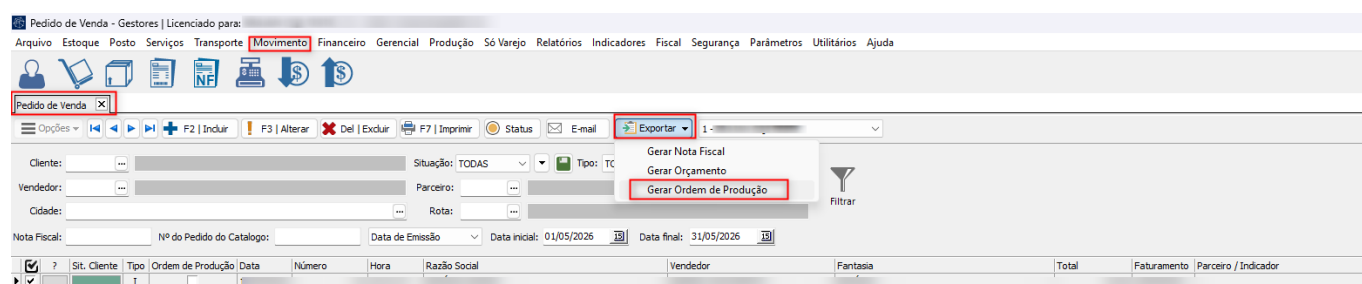 Pedido de Venda - Gestores | Licenciado para:
Arquivo Estoque Posto Serviços Transporte Movimento Financeiro Gerencial Produção Só Varejo Relatórios Indicadores Fiscal Segurança Parâmetros Utilitários Ajuda
NF
Pedido de Venda
Opções F2 | Incluir F3 | Alterar Del | Excluir F7 | Imprimir Status E-mail Exportar 1 -
Gerar Nota Fiscal
Gerar Orçamento
Gerar Ordem de Produção
Cliente: ... Situação: TODAS Tipo: TO
Vendedor: ... Parceiro: ... Filtrar
Cidade: ... Rota: ...
Nota Fiscal: Nº do Pedido do Catalogo: Data de Emissão Data inicial: 01/05/2026 15 Data final: 31/05/2026 15
? Sit. Cliente Tipo Ordem de Produção Data Número Hora Razão Social Vendedor Fantasia Total Faturamento Parceiro / Indicador